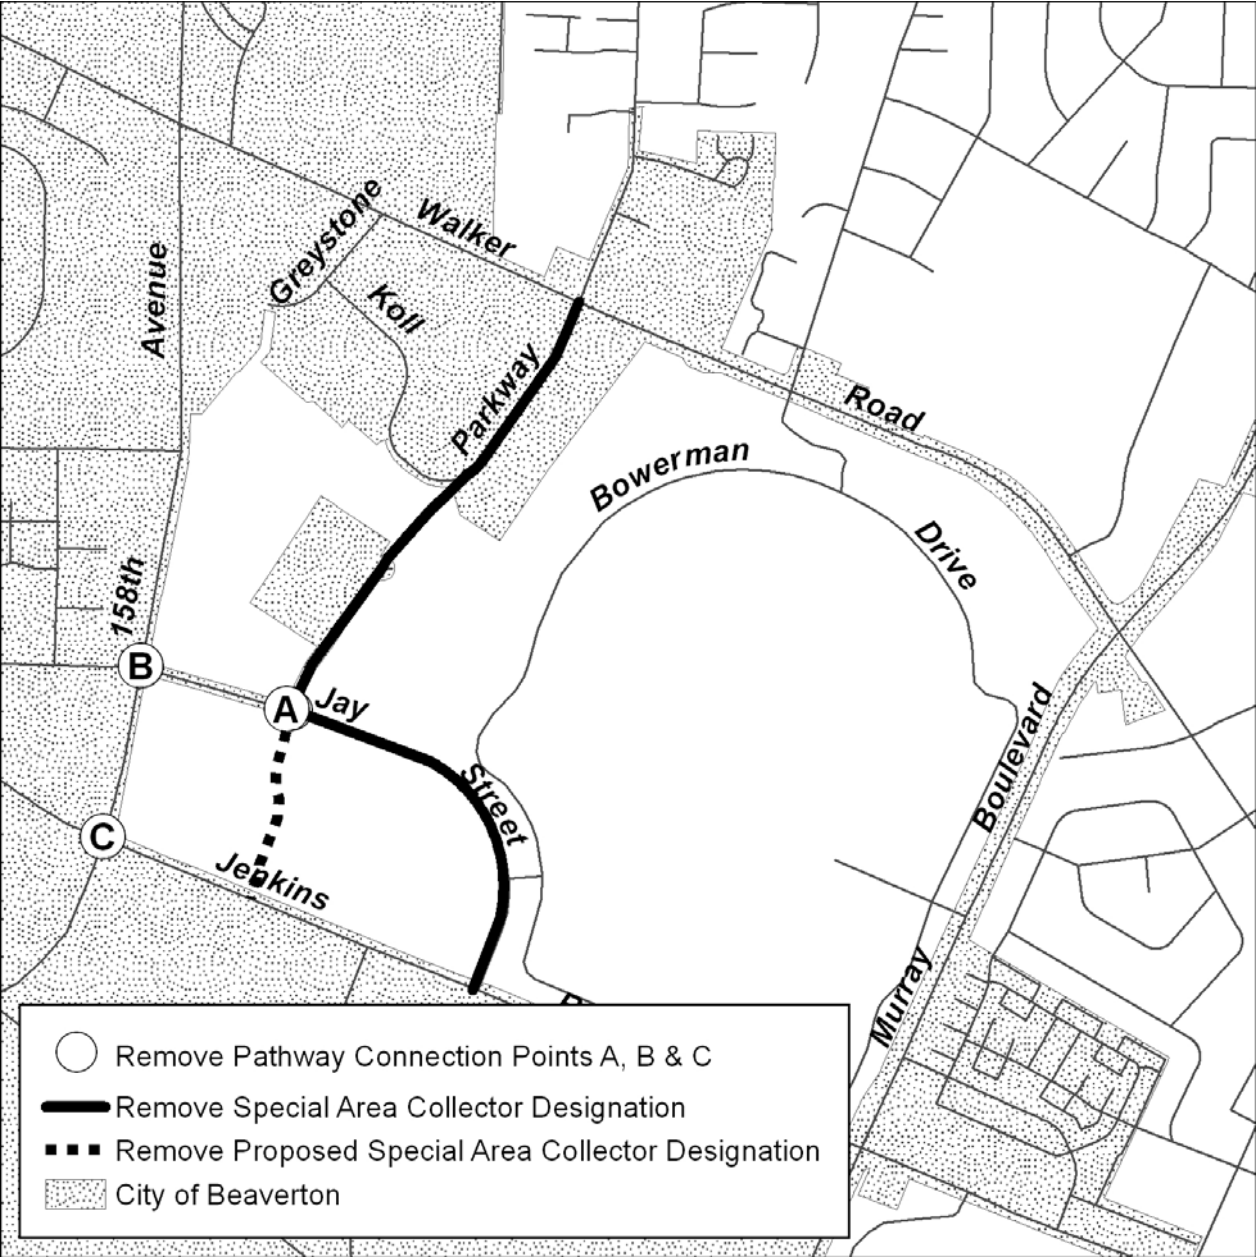 Greystone
Walker
Avenue
Koll
Parkway
Road
Bowerman
Drive
158th
B
A
Jay
Street
Boulevard
C
Jenkins
Murray
Remove Pathway Connection Points A, B & C
Remove Special Area Collector Designation
Remove Proposed Special Area Collector Designation
City of Beaverton